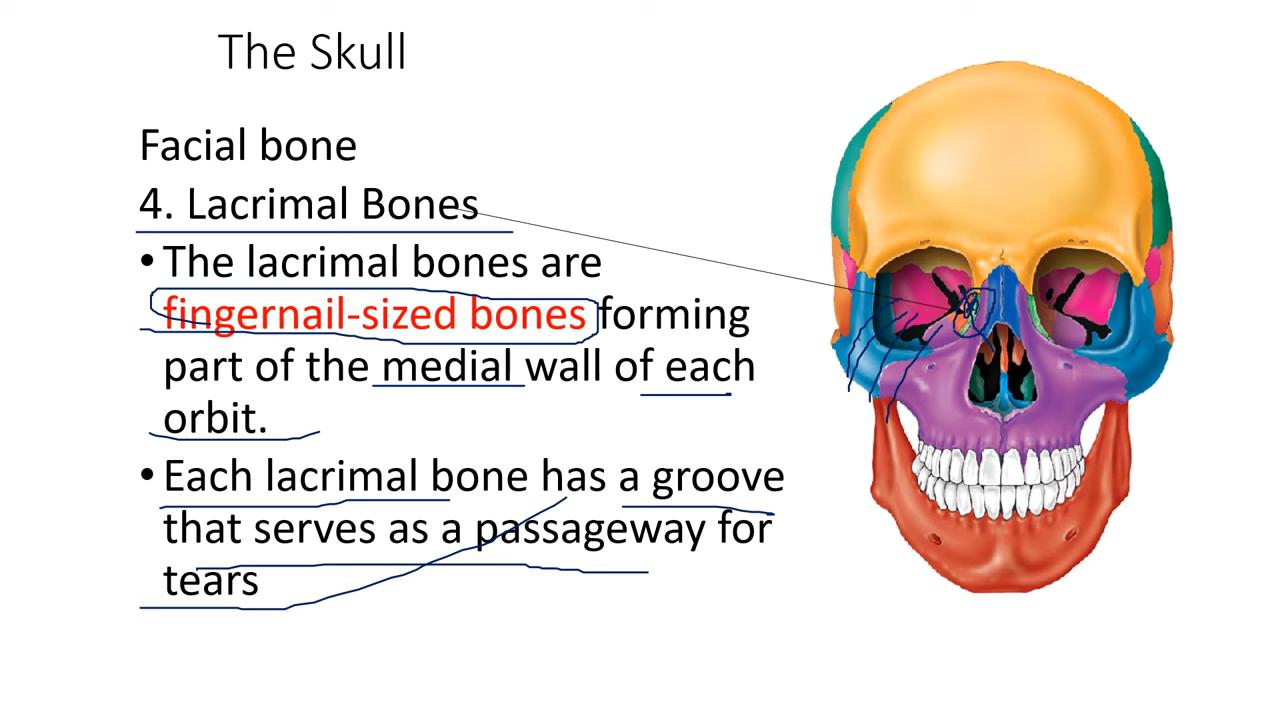 The Skull
Facial bone
4. Lacrimal Bones
• The lacrimal bones are
fingernail-sized bones forming
part of the medial wall of each
orbit.
• Each lacrimal bone has a groove
that serves as a passageway for
tears